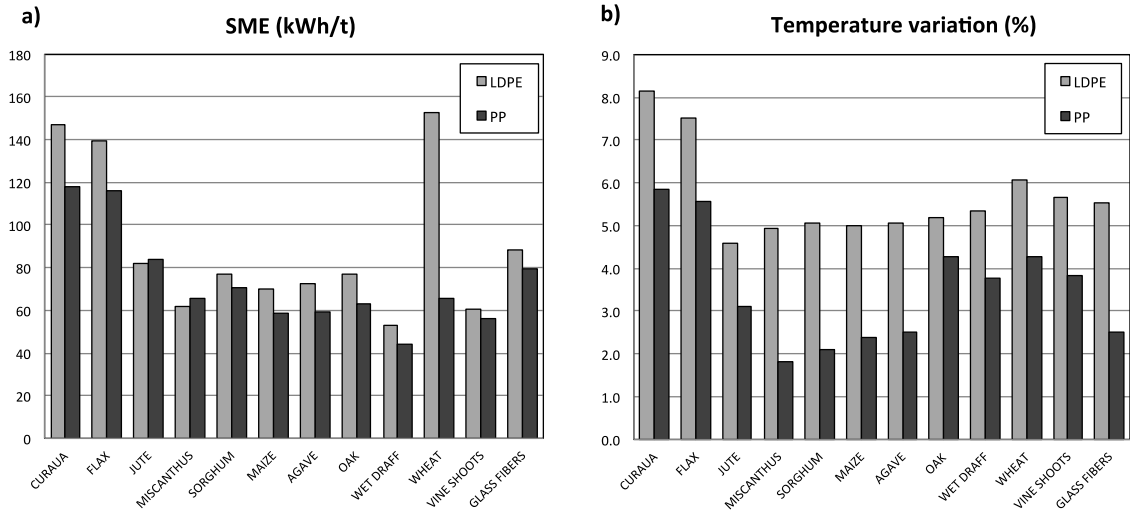 a)
SME (kWh/t)
180
160
140
120
100
80
60
40
20
0
LDPE
PP
CURAUA
FLAX
JUTE
MISCANTHUS
SORGHUM
MAIZE
AGAVE
OAK
WET DRAFF
WHEAT
VINE SHOOTS
GLASS FIBERS
b)
Temperature variation (%)
9.0
8.0
7.0
6.0
5.0
4.0
3.0
2.0
1.0
0.0
LDPE
PP
CURAUA
FLAX
JUTE
MISCANTHUS
SORGHUM
MAIZE
AGAVE
OAK
WET DRAFF
WHEAT
VINE SHOOTS
GLASS FIBERS